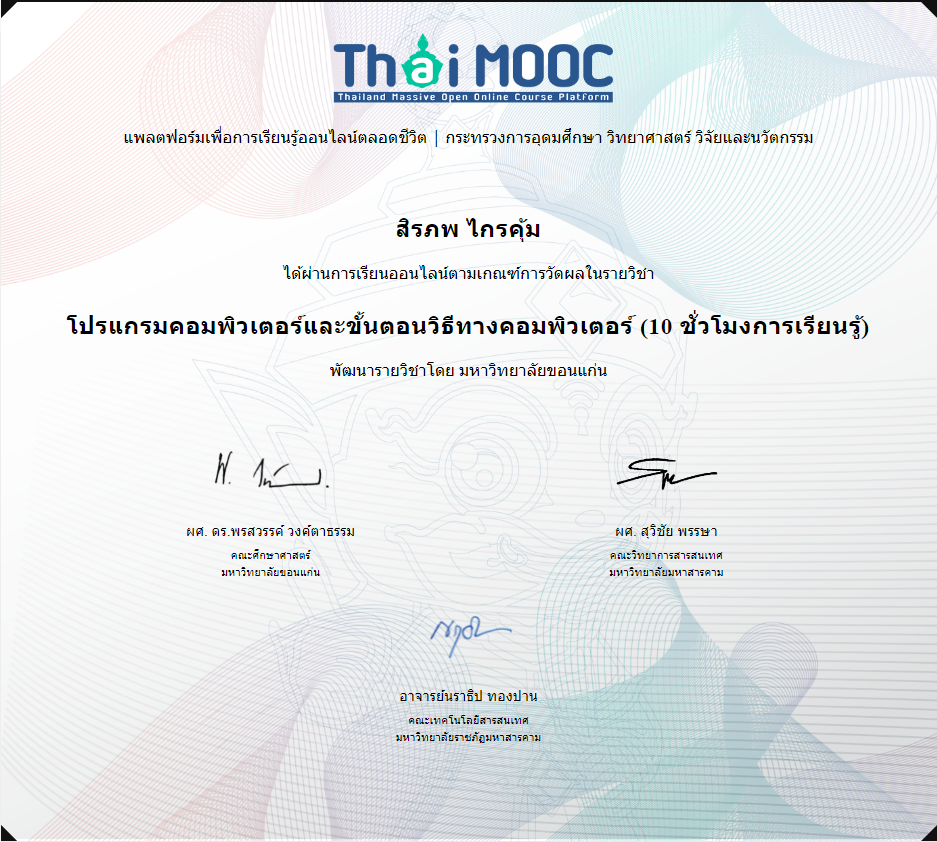 Thai MOOC
Thailand Massive Open Online Course Platform
แพลตฟอร์มเพื่อการเรียนรู้ออนไลน์ตลอดชีวิต | กระทรวงการอุดมศึกษา วิทยาศาสตร์ วิจัยและนวัตกรรม
สิรภพ ไกรคุ้ม
ได้ผ่านการเรียนออนไลน์ตามเกณฑ์การวัดผลในรายวิชา
โปรแกรมคอมพิวเตอร์และขั้นตอนวิธีทางคอมพิวเตอร์ (10 ชั่วโมงการเรียนรู้)
พัฒนารายวิชาโดย มหาวิทยาลัยขอนแก่น
ผศ. ดร.พรสวรรค์ วงค์ตาธรรม
คณะศึกษาศาสตร์
มหาวิทยาลัยขอนแก่น
ผศ. สุวิชัย พรรษา
คณะวิทยาการสารสนเทศ
มหาวิทยาลัยมหาสารคาม
อาจารย์นราธิป ทองปาน
คณะเทคโนโลยีสารสนเทศ
มหาวิทยาลัยราชภัฏมหาสารคาม